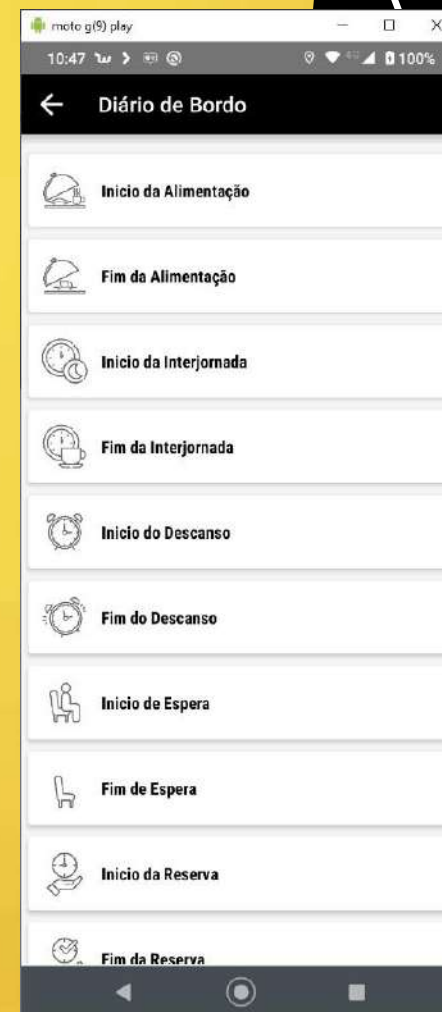 moto g(9) play
10:47
100%
Diário de Bordo
Inicio da Alimentação
Fim da Alimentação
Inicio da Interjornada
Fim da Interjornada
Inicio do Descanso
Fim do Descanso
Inicio de Espera
Fim de Espera
Inicio da Reserva
Fim da Reserva